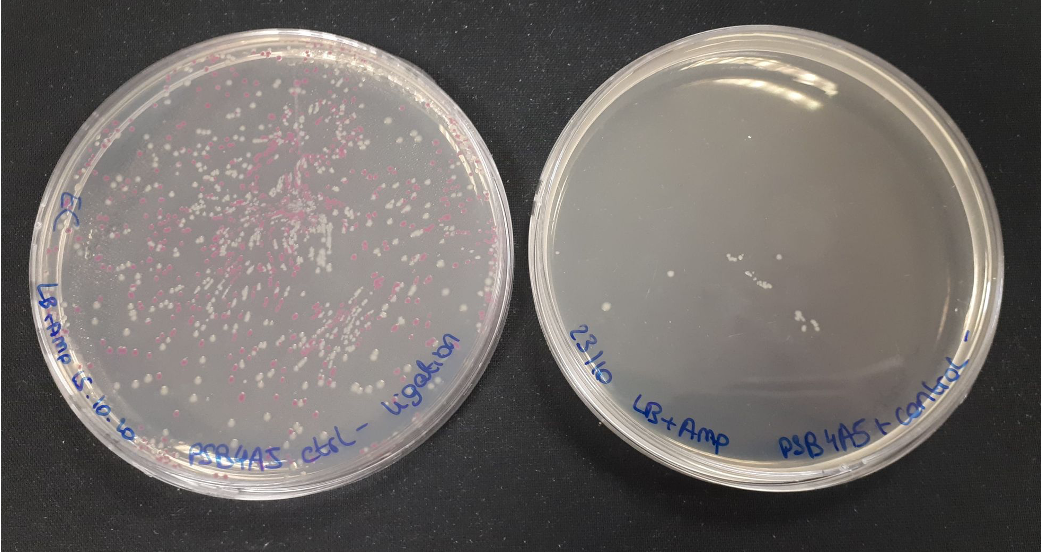 EC
LB+Amp 15.10.20
PSB4A5 ctrl - ligation
23/10
LB+Amp
PSB4A5+control -